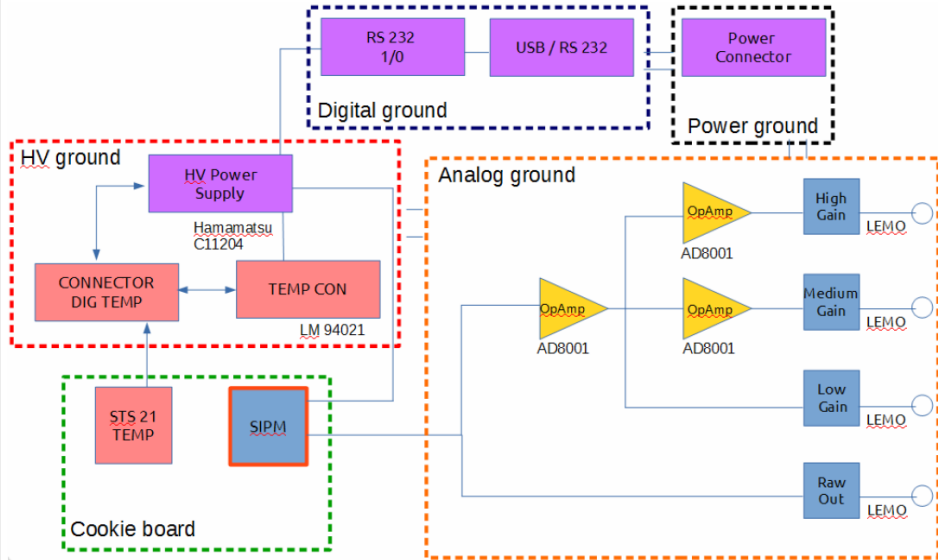 RS 232
1/0
USB / RS 232
Power
Connector
Digital ground
Power ground
HV ground
HV Power
Supply
Hamamatsu
C11204
CONNECTOR
DIG TEMP
TEMP CON
LM 94021
STS 21
TEMP
SIPM
Cookie board
Analog ground
OpAmp
AD8001
High
Gain
LEMO
OpAmp
AD8001
OpAmp
AD8001
Medium
Gain
LEMO
Low
Gain
LEMO
Raw
Out
LEMO